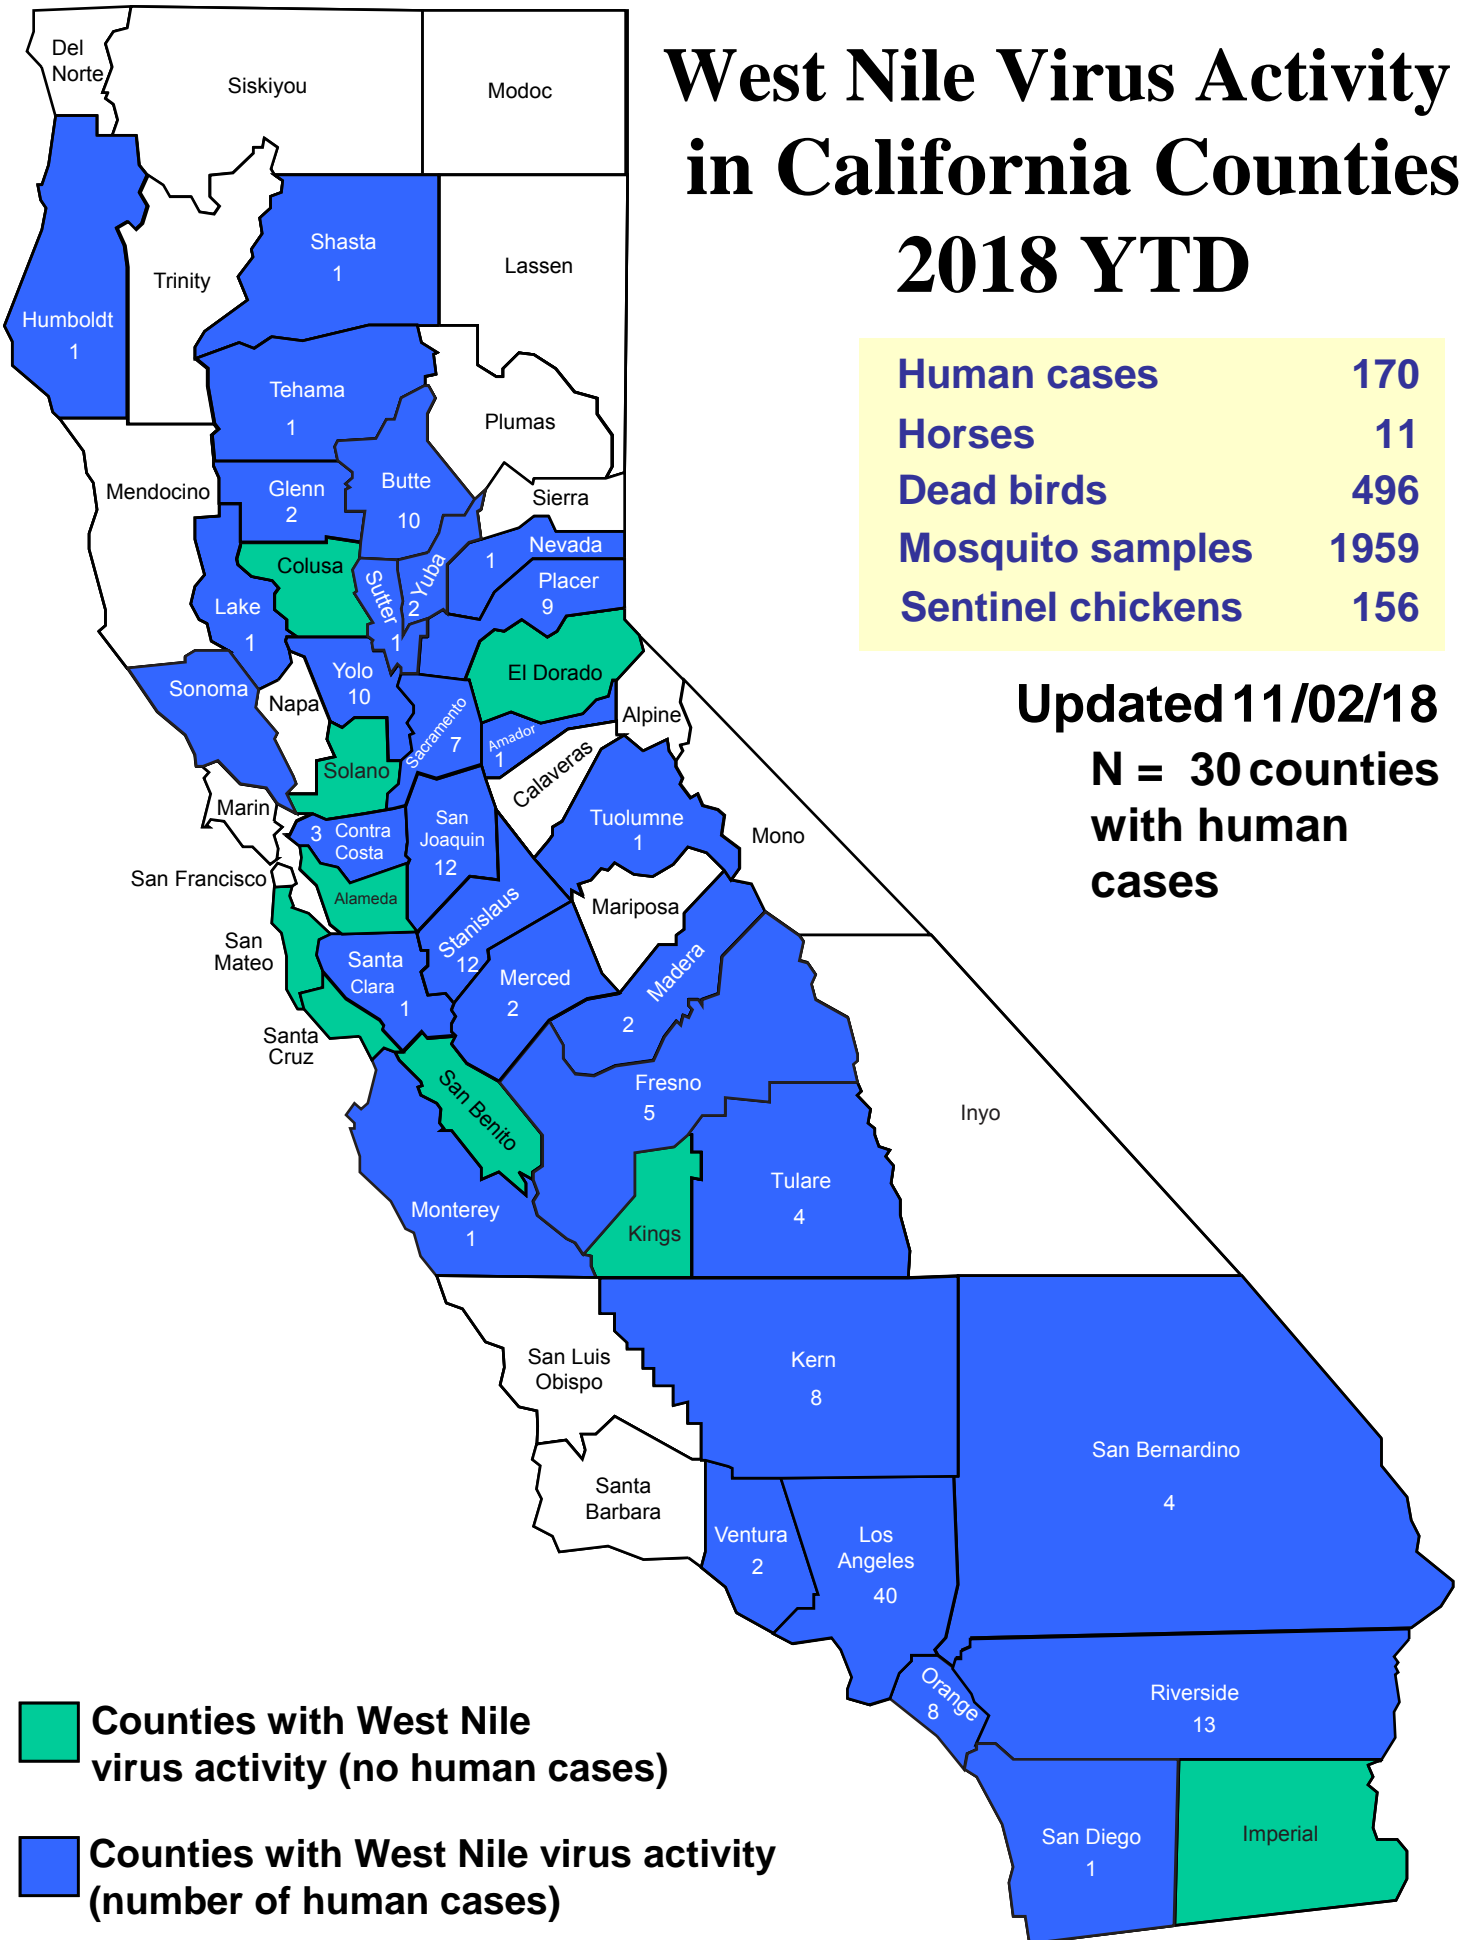 West Nile Virus Activity
in California Counties
2018 YTD
Human cases 170
Horses 11
Dead birds 496
Mosquito samples 1959
Sentinel chickens 156
Updated 11/02/18
N = 30 counties
with human
cases
Del
Norte
Siskiyou
Modoc
Humboldt
1
Trinity
Shasta
1
Lassen
Tehama
1
Plumas
Mendocino
Glenn
2
Butte
10
Sierra
Colusa
Sutter
1
Yuba
2
Nevada
1
Placer
9
Lake
1
El Dorado
Sonoma
Napa
Yolo
10
Sacramento
7
Amador
1
Alpine
Solano
Calaveras
Marin
3 Contra
Costa
San
Joaquin
12
Tuolumne
1
Mono
San Francisco
Alameda
Stanislaus
12
Mariposa
San
Mateo
Santa
Clara
1
Merced
2
Madera
2
Santa
Cruz
San Benito
Fresno
5
Inyo
Monterey
1
Kings
Tulare
4
San Luis
Obispo
Kern
8
San Bernardino
4
Santa
Barbara
Ventura
2
Los
Angeles
40
Orange
8
Riverside
13
San Diego
1
Imperial
Counties with West Nile
virus activity (no human cases)
Counties with West Nile virus activity
(number of human cases)